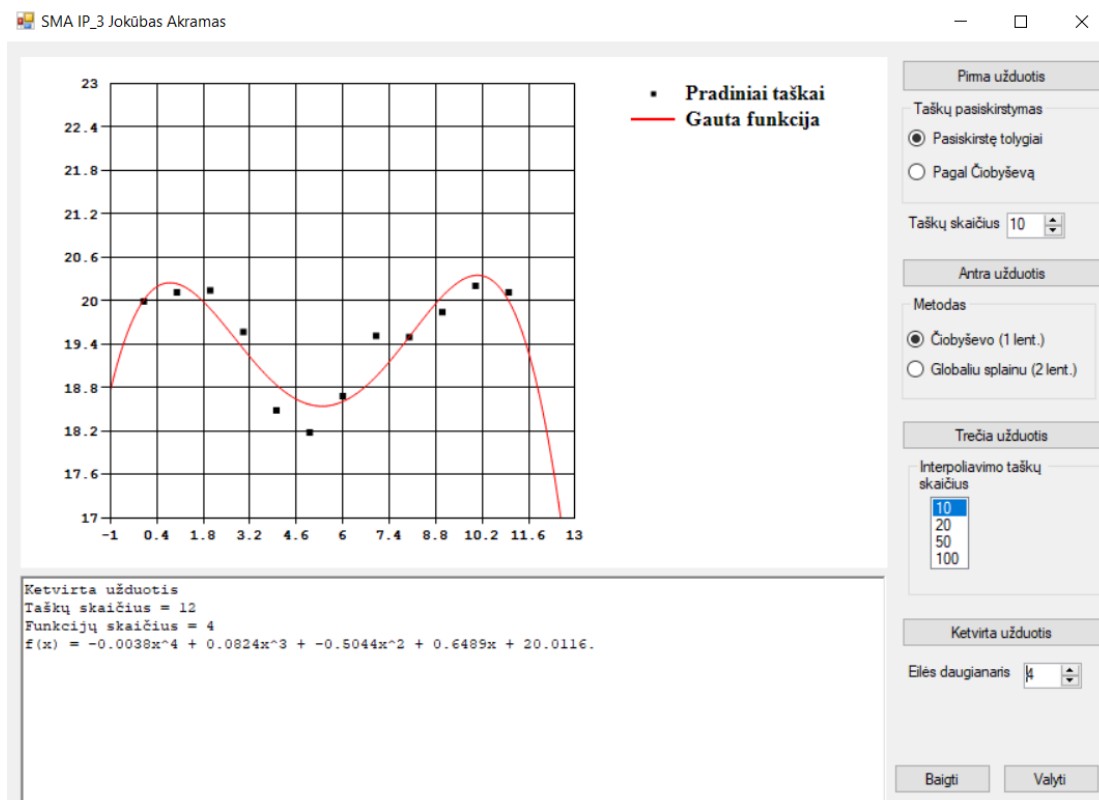 SMA IP_3 Jokūbas Akramas
23
22.4
21.8
21.2
20.6
20
19.4
18.8
18.2
17.6
17
-1 0.4 1.8 3.2 4.6 6 7.4 8.8 10.2 11.6 13
Pradiniai taškai
Gauta funkcija
Pirma užduotis
Taškų pasiskirstymas
Pasiskirstę tolygiai
Pagal Čiobyševą
Taškų skaičius 10
Antra užduotis
Metodas
Čiobyševo (1 lent.)
Globaliu splainu (2 lent.)
Trečia užduotis
Interpoliavimo taškų
skaičius
10
20
50
100
Ketvirta užduotis
Eilės daugianaris 4
Baigti Valyti
Ketvirta užduotis
Taškų skaičius = 12
Funkcijų skaičius = 4
f(x) = -0.0038x^4 + 0.0824x^3 + -0.5044x^2 + 0.6489x + 20.0116.